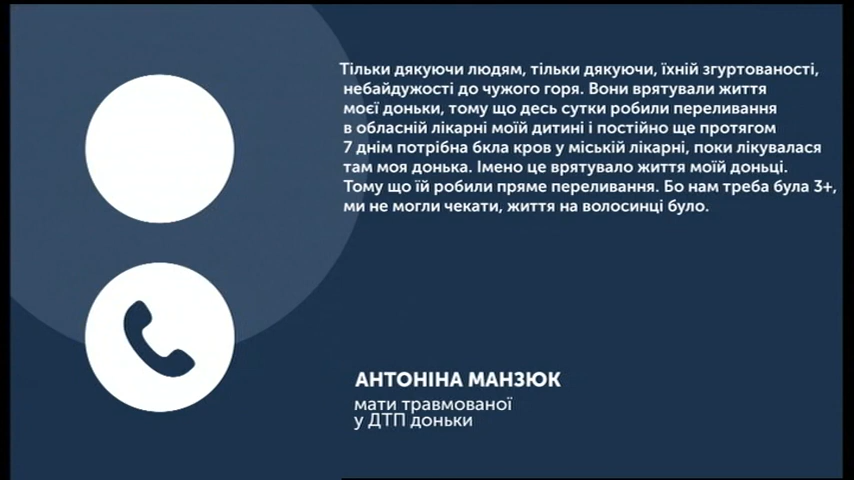 Тільки дякуючи людям, тільки дякуючи, їхній згуртованості,
небайдужості до чужого горя. Вони врятували життя
моєї доньки, тому що десь сутки робили переливання
в обласній лікарні моїй дитині і постійно ще протягом
7 днім потрібна бкла кров у міській лікарні, поки лікувалася
там моя донька. Імено це врятувало життя моїй доньці.
Тому що їй робили пряме переливання. Бо нам треба була 3+,
ми не могли чекати, життя на волосинці було.
АНТОНІНА МАНЗЮК
мати травмованої
у ДТП доньки